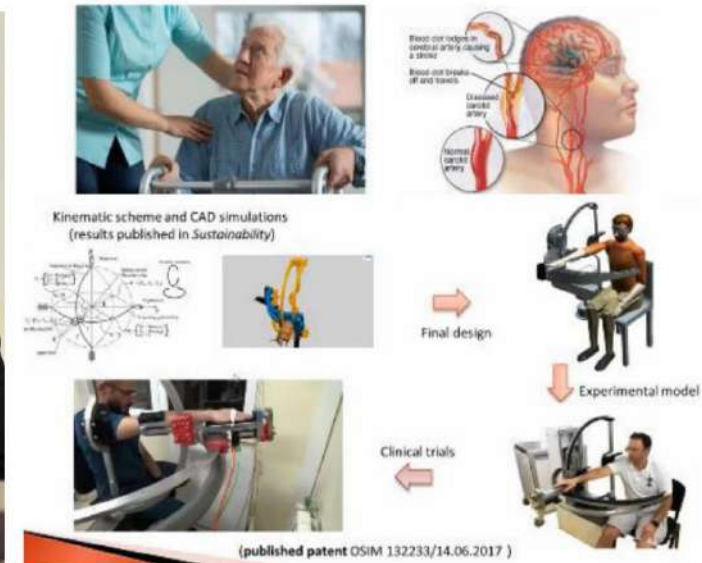 Blood clot lodges in
cerebral artery causing
a stroke
Blood clot breaks
off and travels
Diseased
carotid
artery
Normal
carotid
artery
Kinematic scheme and CAD simulations
(results published in Sustainability)
Final design
Experimental model
Clinical trials
(published patent OSIM 132233/14.06.2017 )